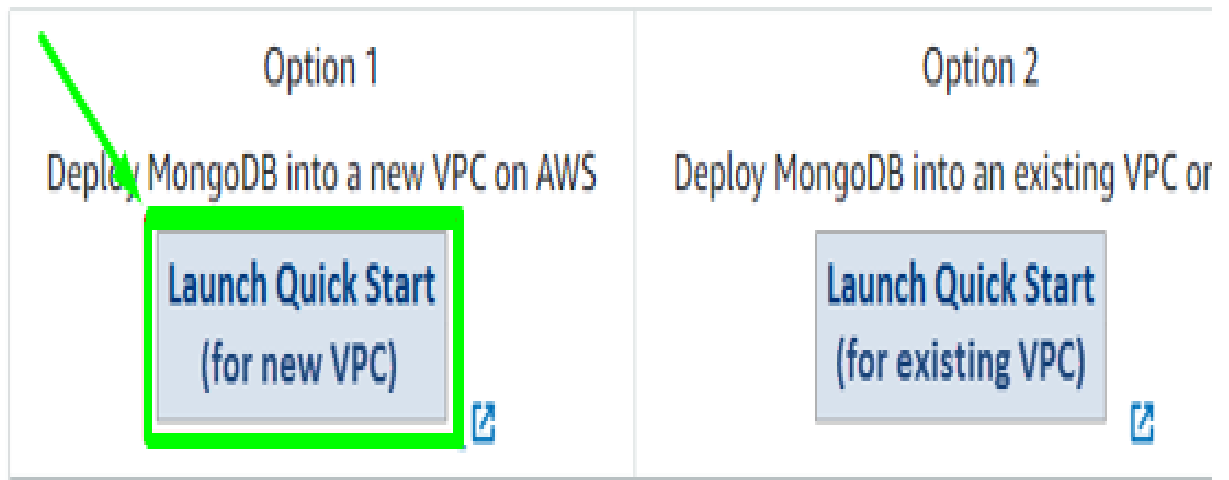 Option 1
Deploy MongoDB into a new VPC on AWS
Launch Quick Start
(for new VPC)
Option 2
Deploy MongoDB into an existing VPC or
Launch Quick Start
(for existing VPC)